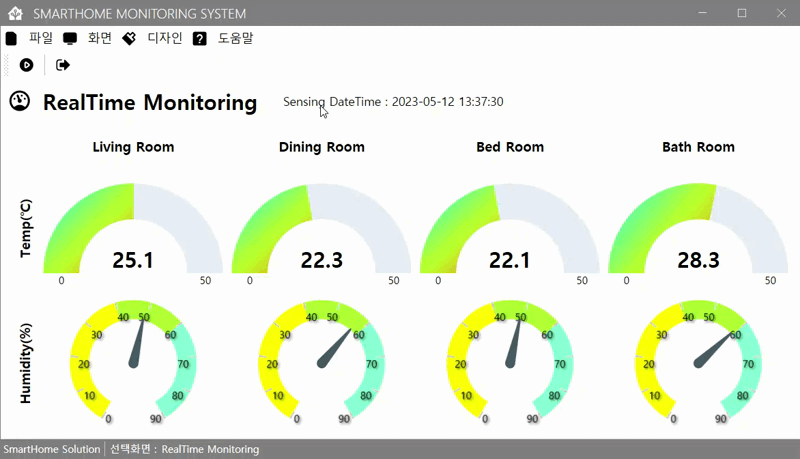 SMARTHOME MONITORING SYSTEM
파일 화면 디자인 도움말
RealTime Monitoring
Sensing DateTime : 2023-05-12 13:37:30
Living Room Dining Room Bed Room Bath Room
Temp(℃)
25.1 22.3 22.1 28.3
0 50 0 50 0 50 0 50
Humidity(%)
0 10 20 30 40 50 60 70 80 90
0 10 20 30 40 50 60 70 80 90
0 10 20 30 40 50 60 70 80 90
0 10 20 30 40 50 60 70 80 90
SmartHome Solution 선택화면 : RealTime Monitoring